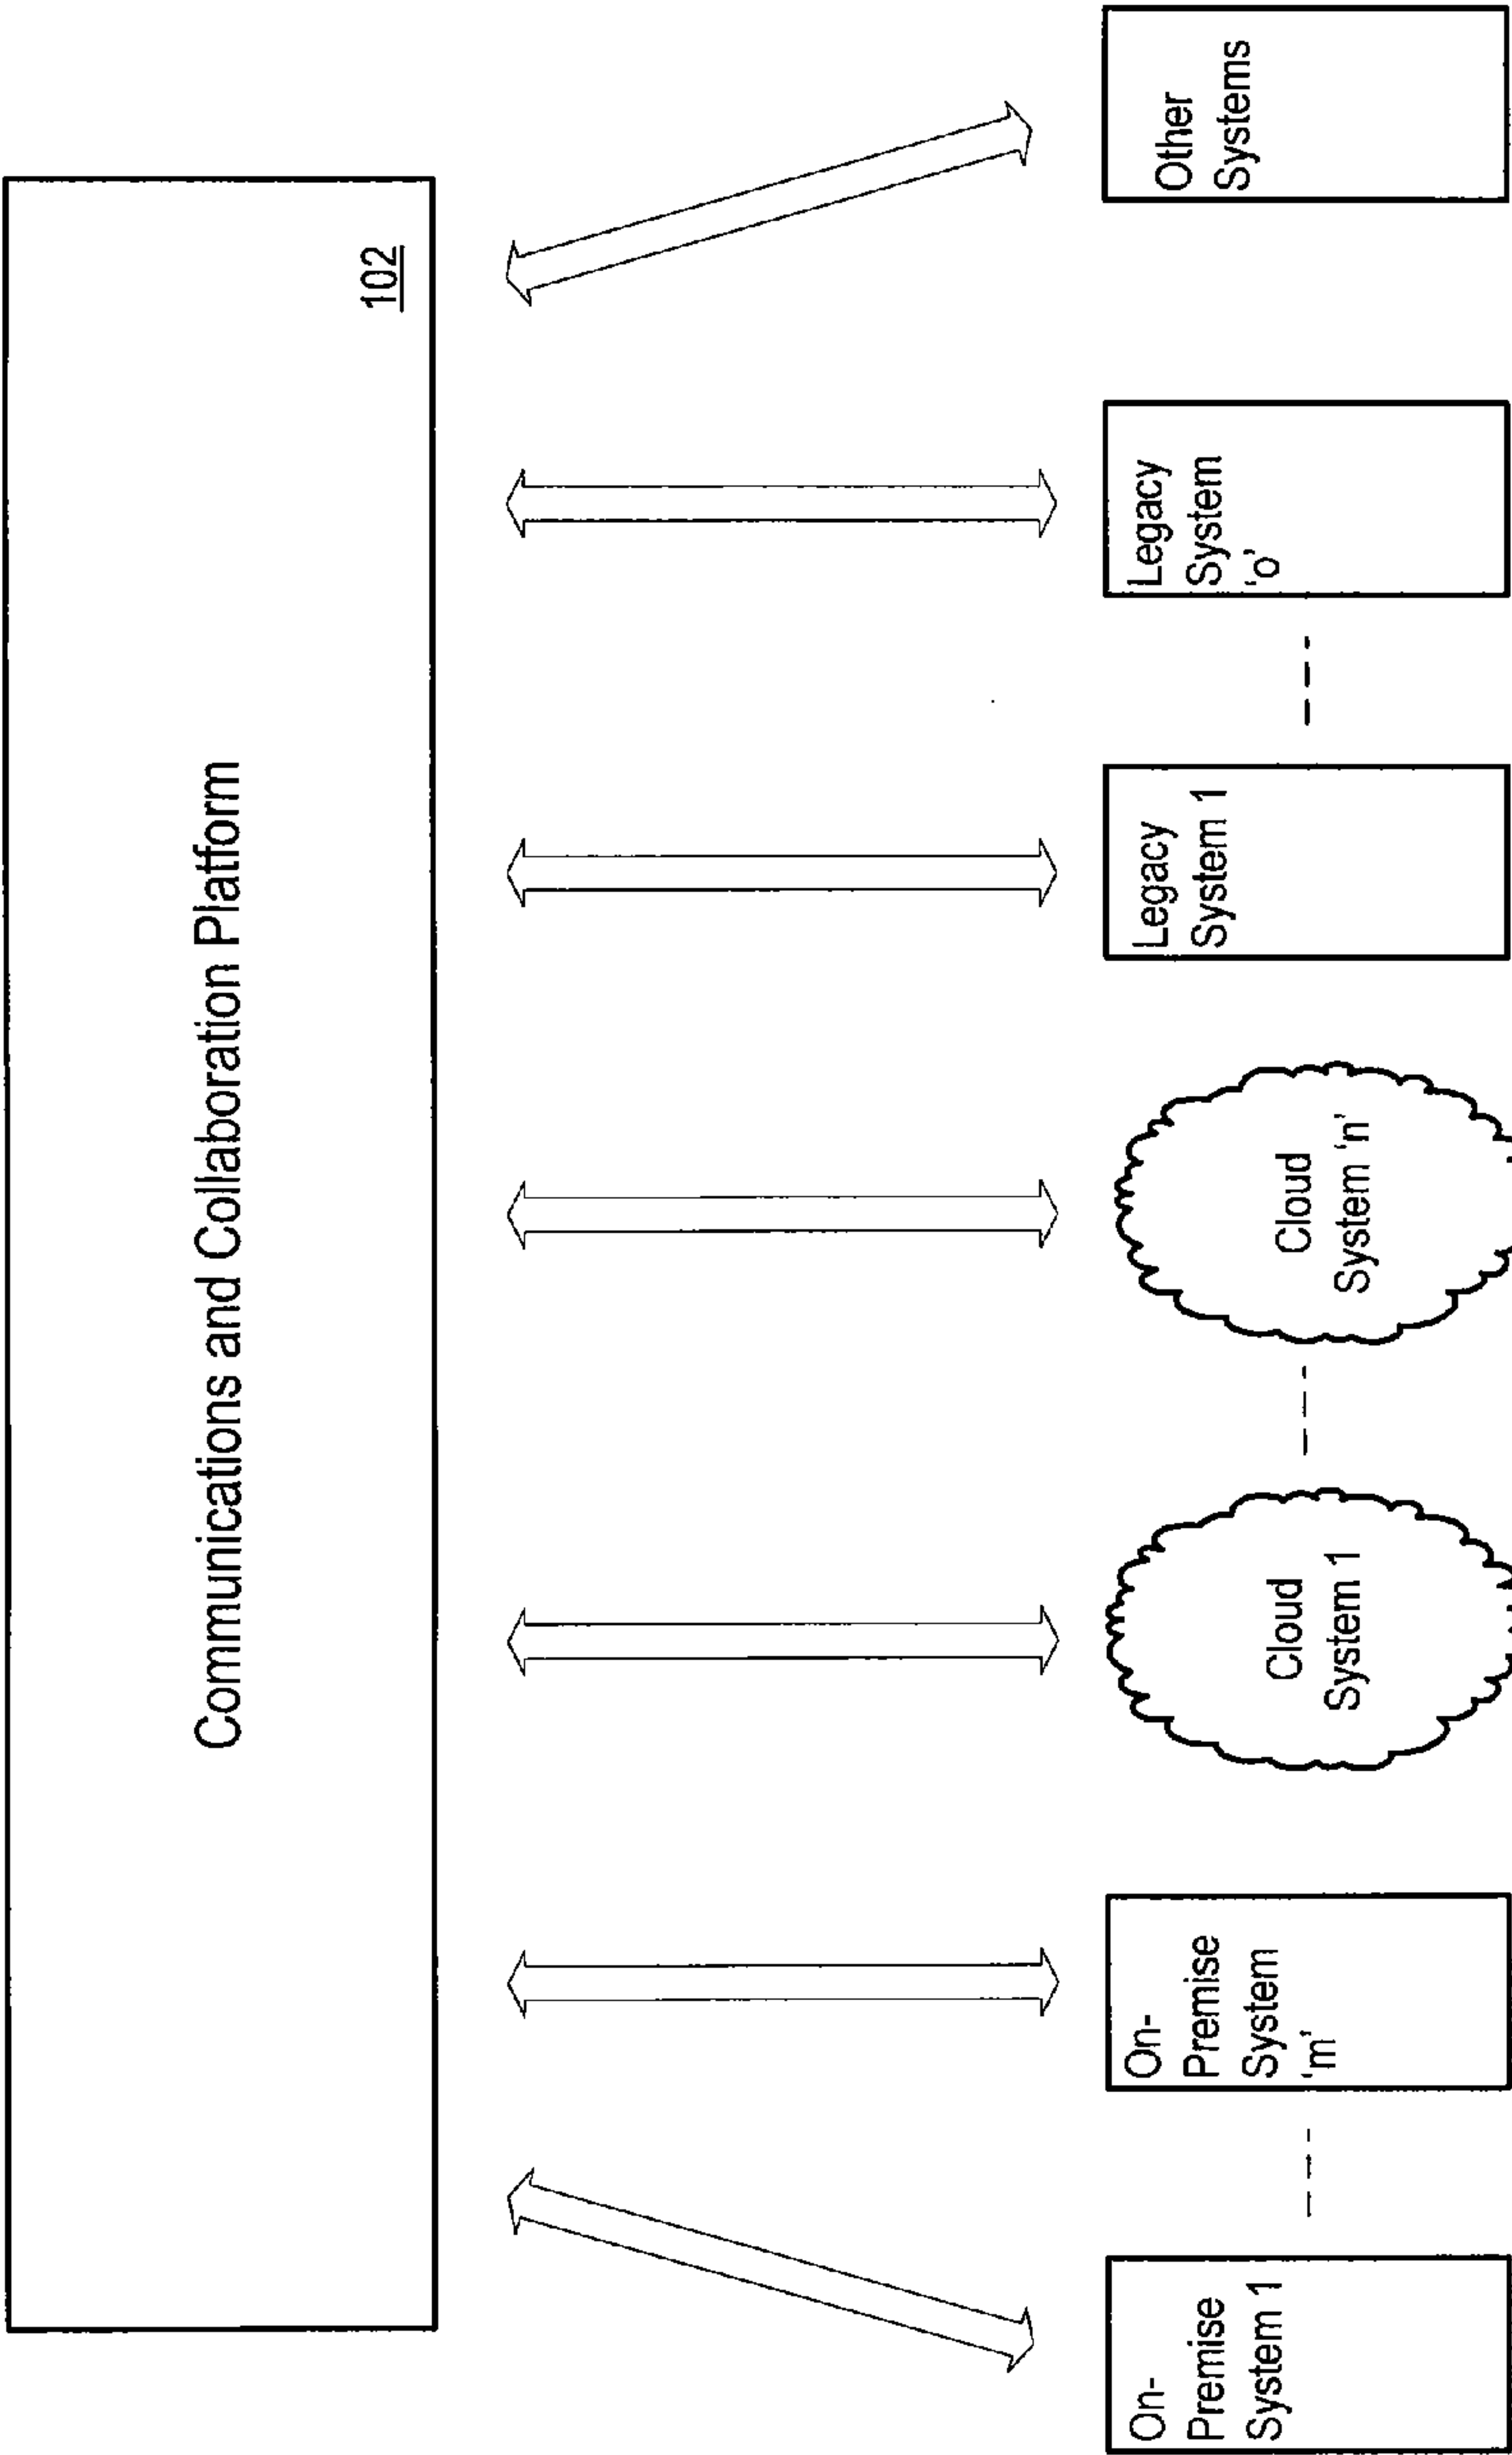 Communications and Collaboration Platform
102
On-
Premise
System 1
On-
Premise
System
'm'
Cloud
System 1
Cloud
System 'n'
Legacy
System 1
Legacy
System
'o'
Other
Systems